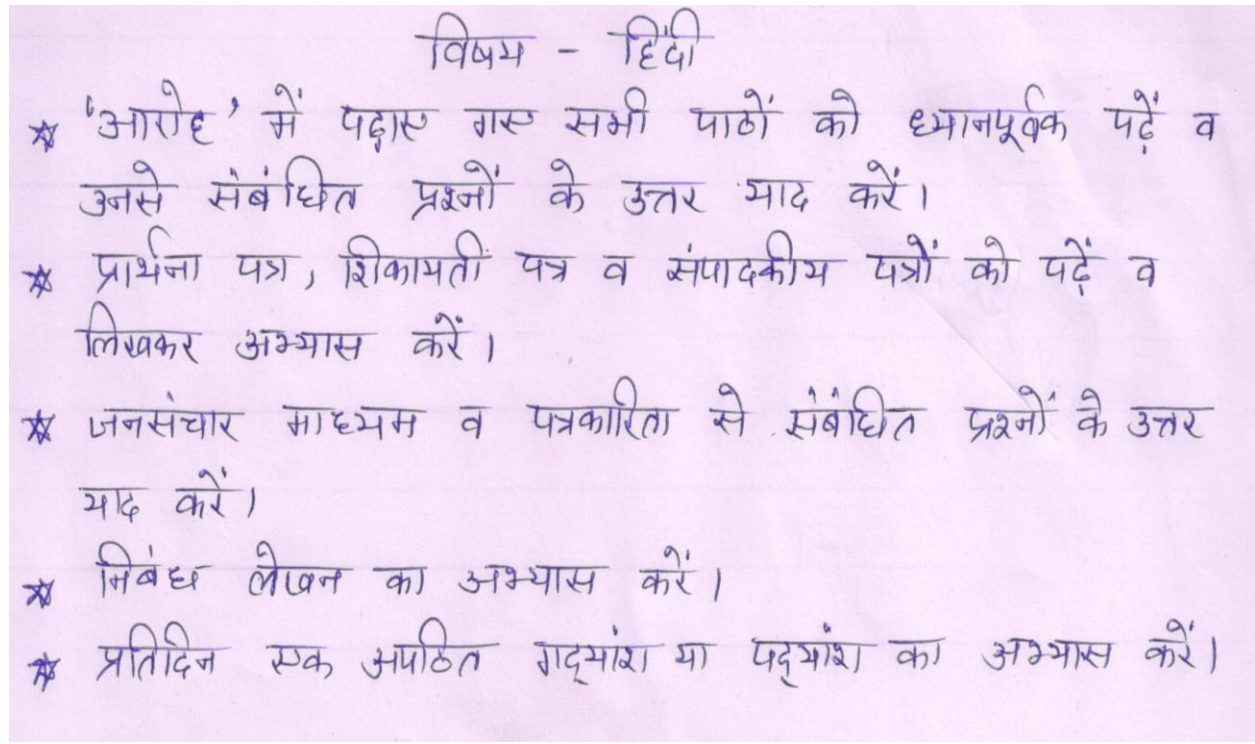 विषय - हिंदी
☆ 'आरोह' में पढ़ाए गए सभी पाठों को ध्यानपूर्वक पढ़ें व
उनसे संबंधित प्रश्नों के उत्तर याद करें।
☆ प्रार्थना पत्र, शिकायती पत्र व संपादकीय पत्रों को पढ़ें व
लिखकर अभ्यास करें।
☆ जनसंचार माध्यम व पत्रकारिता से संबंधित प्रश्नों के उत्तर
याद करें।
☆ निबंध लेखन का अभ्यास करें।
☆ प्रतिदिन एक अपठित गद्यांश या पद्यांश का अभ्यास करें।